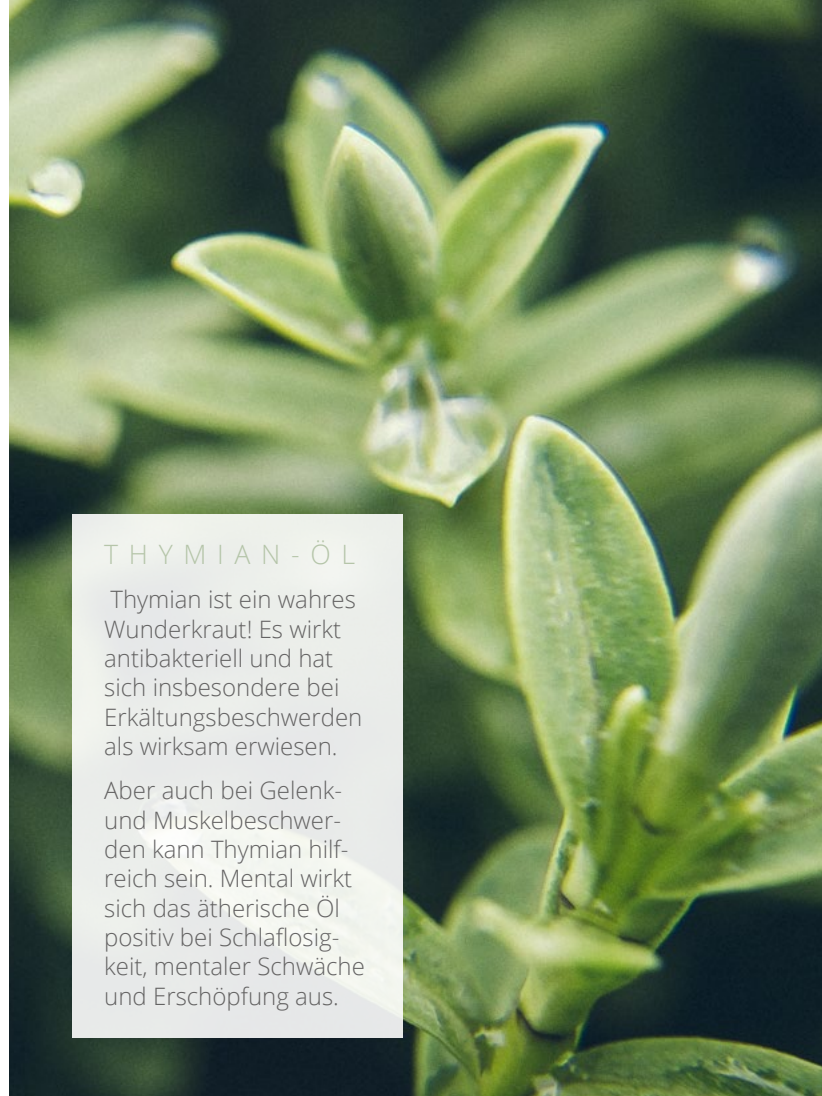 THYMIAN-ÖL
Thymian ist ein wahres
Wunderkraut! Es wirkt
antibakteriell und hat
sich insbesondere bei
Erkältungsbeschwerden
als wirksam erwiesen.
Aber auch bei Gelenk-
und Muskelbeschwer-
den kann Thymian hilf-
reich sein. Mental wirkt
sich das ätherische Öl
positiv bei Schlaflosig-
keit, mentaler Schwäche
und Erschöpfung aus.